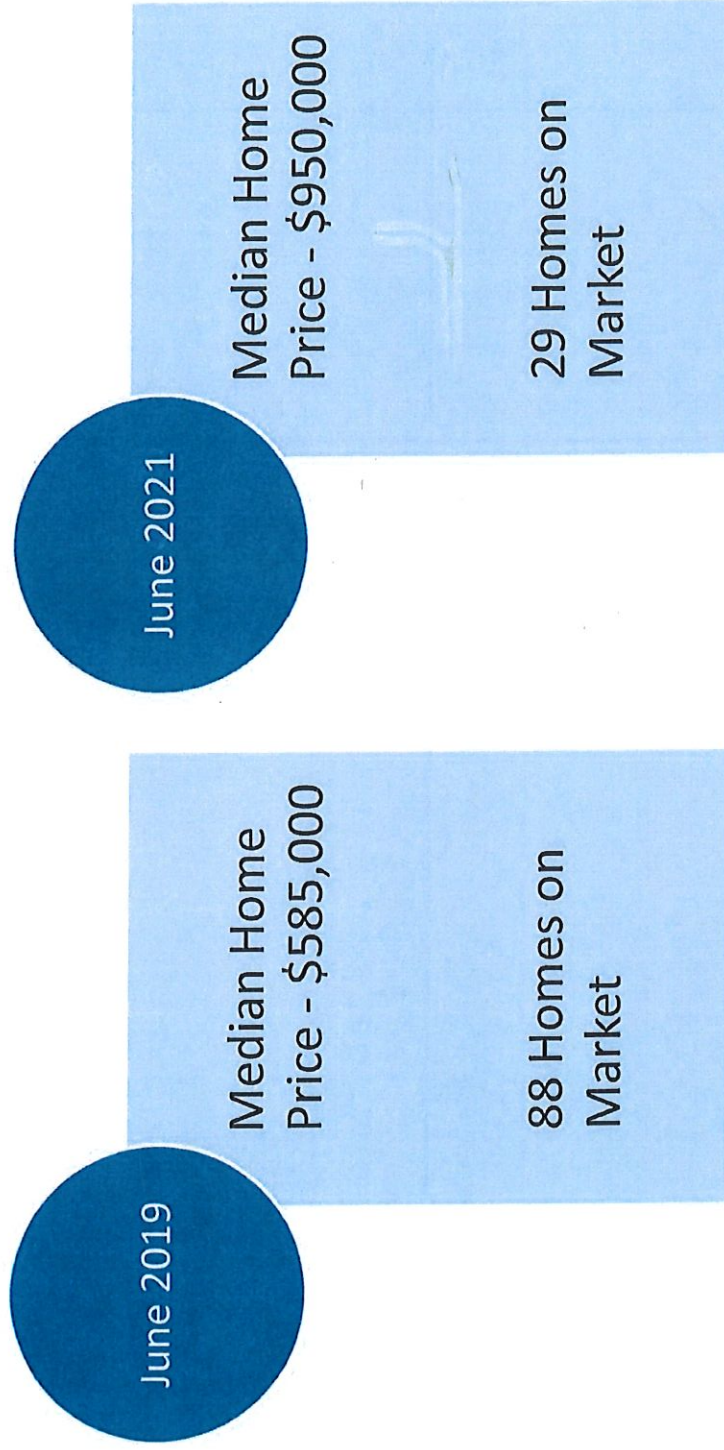 June 2019
Median Home
Price - $585,000
88 Homes on
Market
June 2021
Median Home
Price - $950,000
29 Homes on
Market